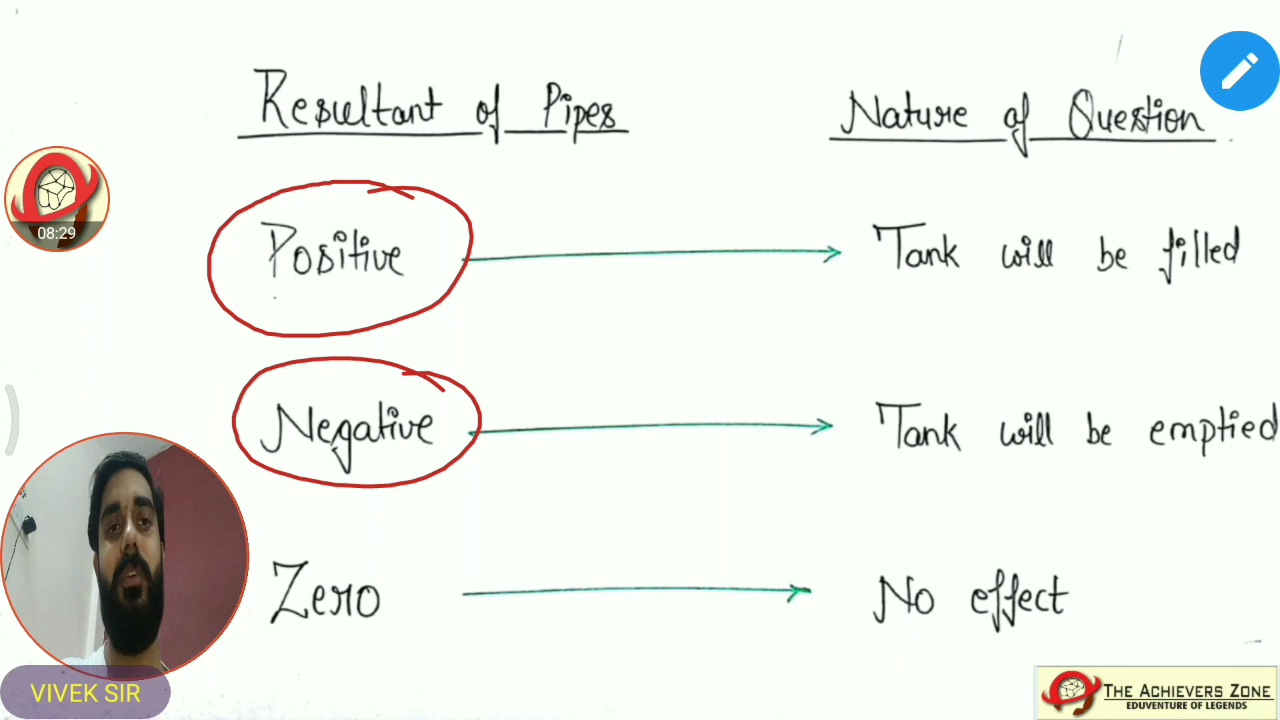 Resultant of Pipes
Nature of Question
Positive
Tank will be filled
08:29
Negative
Tank will be emptied
Zero
No effect
VIVEK SIR
THE ACHIEVERS ZONE
EDUVENTURE OF LEGENDS